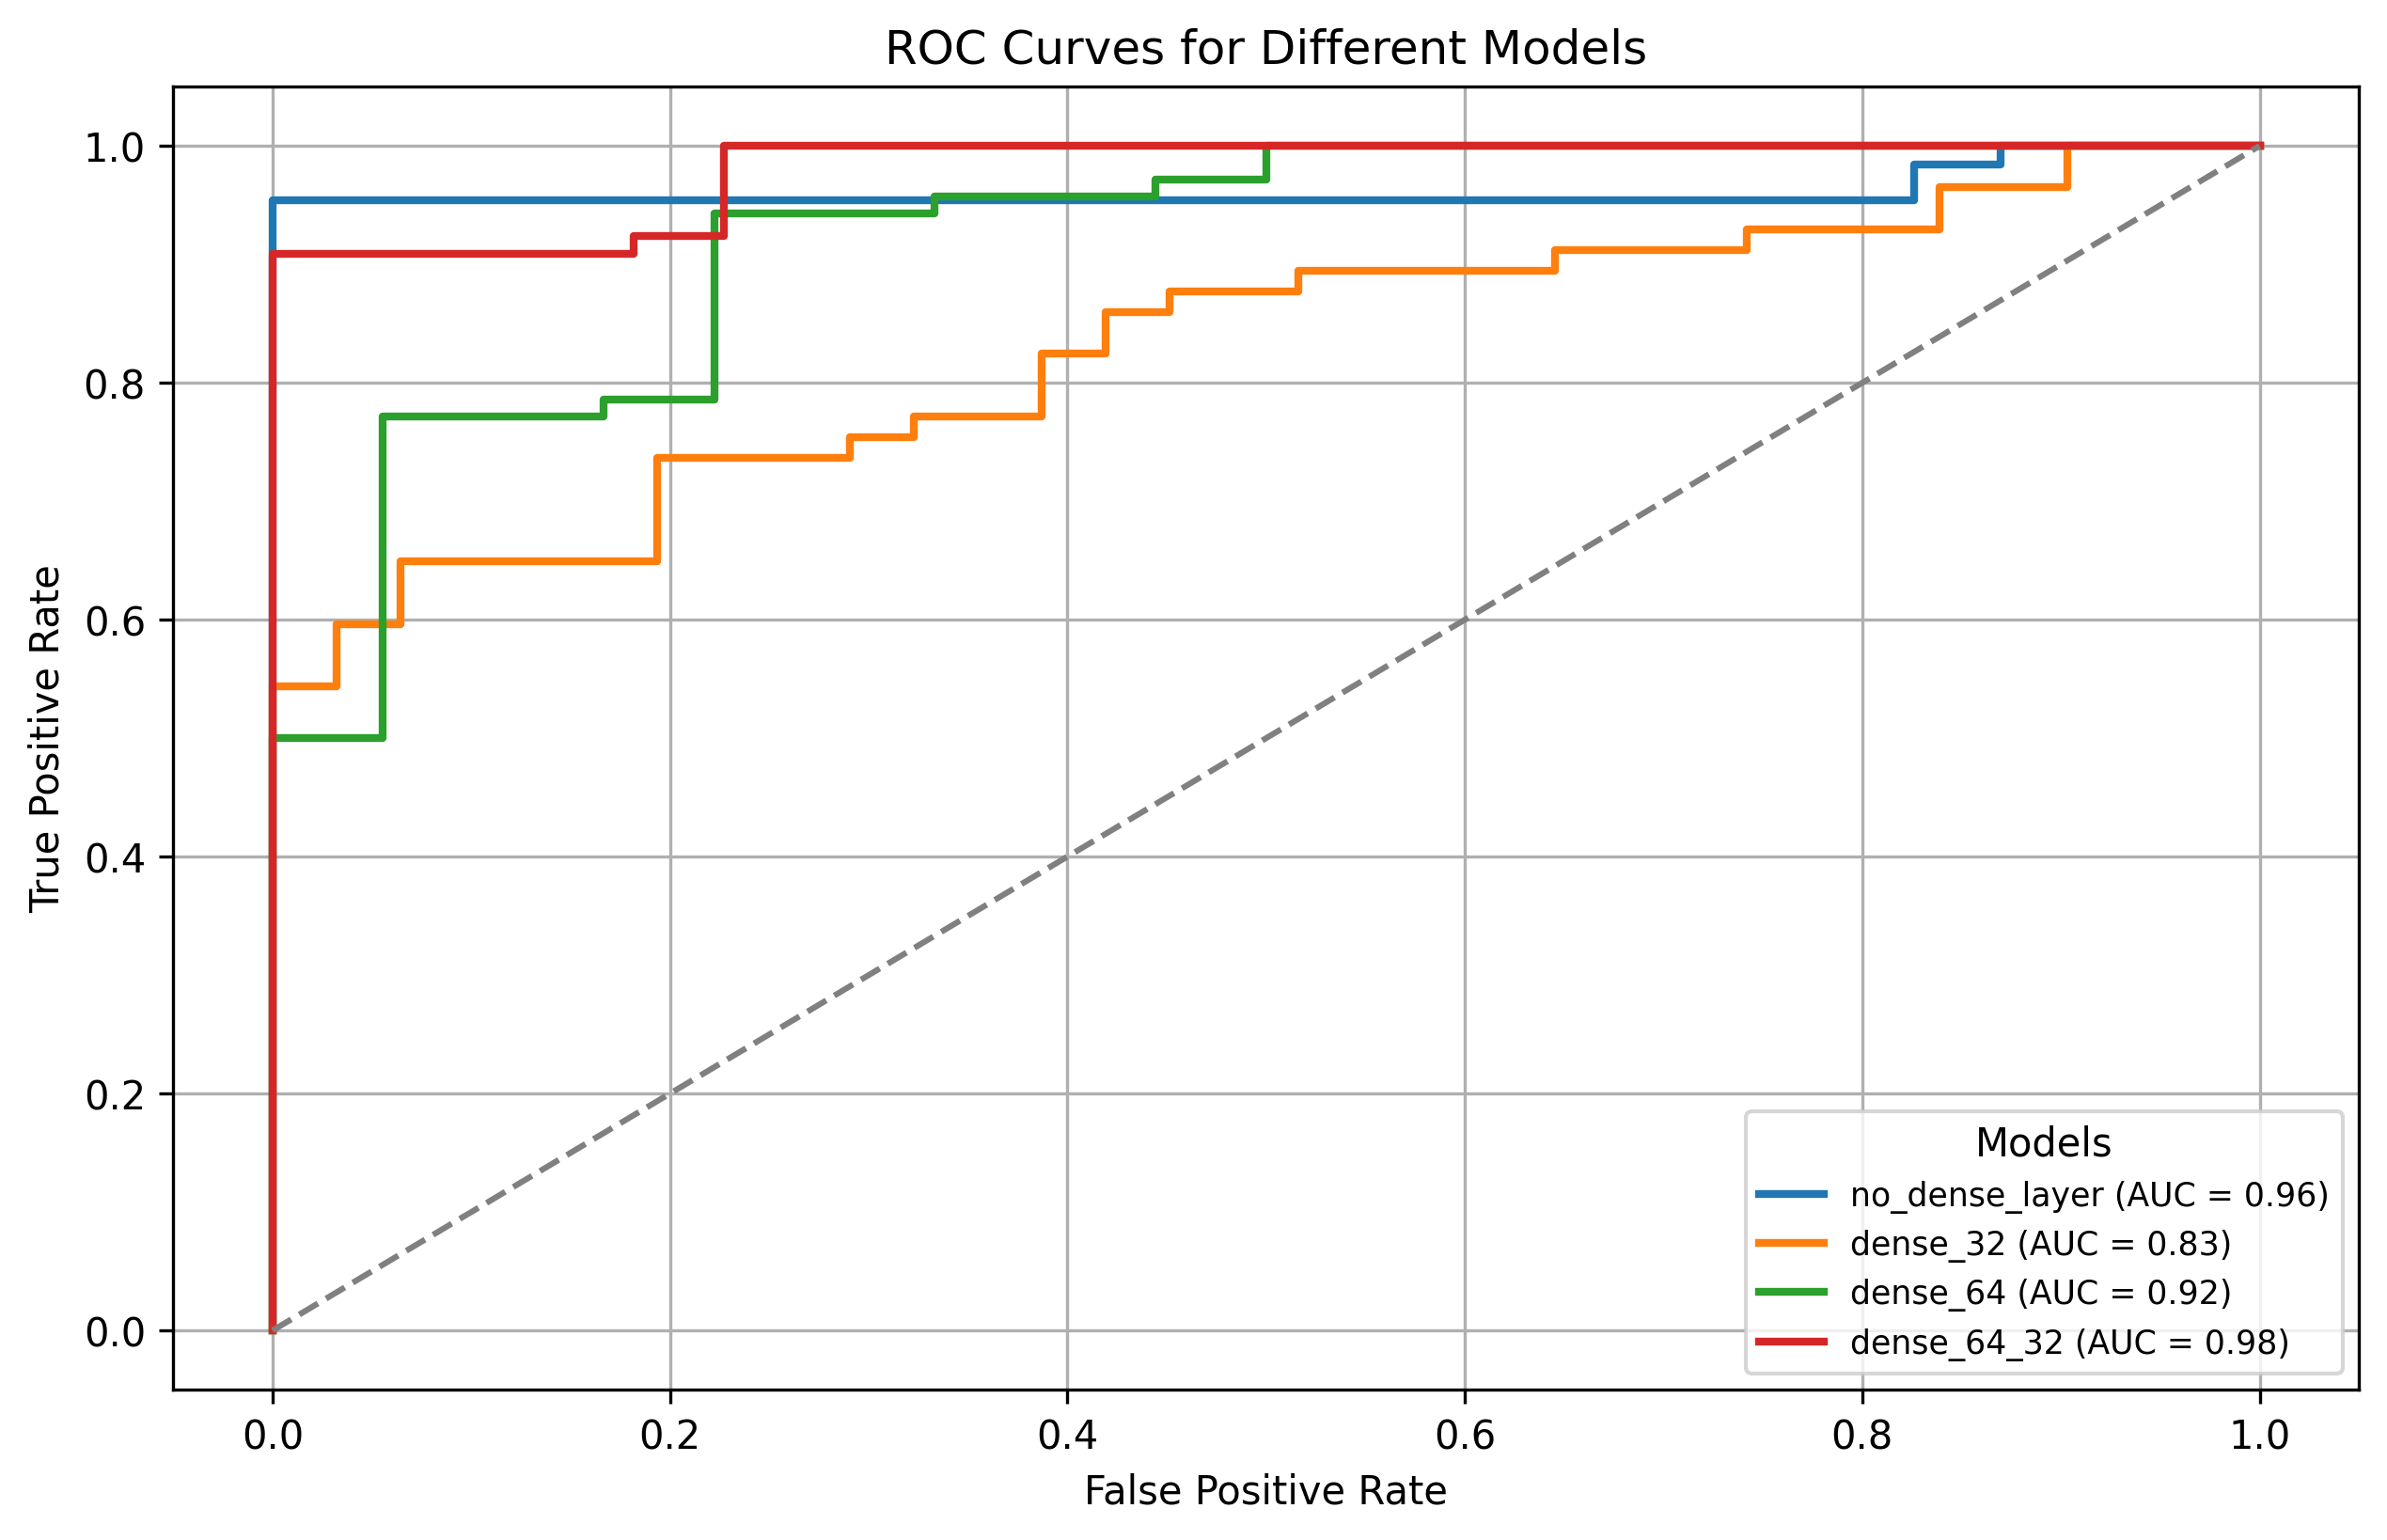 ROC Curves for Different Models
True Positive Rate
1.0
0.8
0.6
0.4
0.2
0.0
0.0 0.2 0.4 0.6 0.8 1.0
False Positive Rate
Models
no_dense_layer (AUC = 0.96)
dense_32 (AUC = 0.83)
dense_64 (AUC = 0.92)
dense_64_32 (AUC = 0.98)